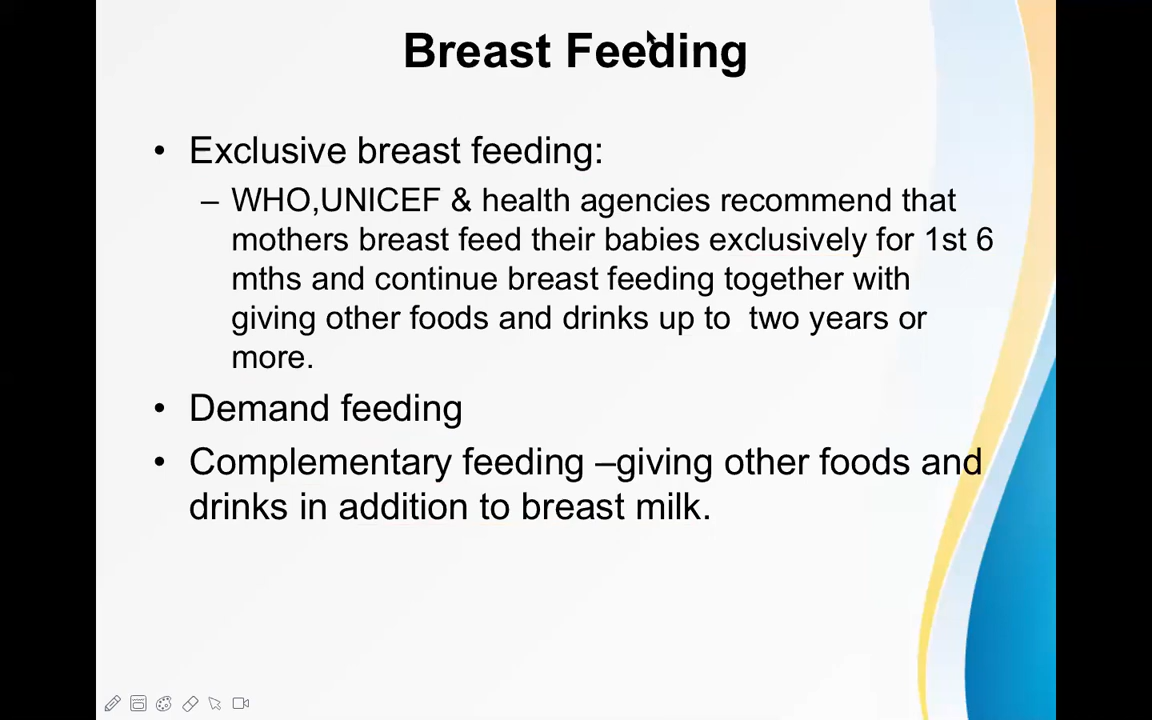 Breast Feeding
• Exclusive breast feeding:
– WHO,UNICEF & health agencies recommend that
mothers breast feed their babies exclusively for 1st 6
mths and continue breast feeding together with
giving other foods and drinks up to  two years or
more.
• Demand feeding
• Complementary feeding –giving other foods and
drinks in addition to breast milk.